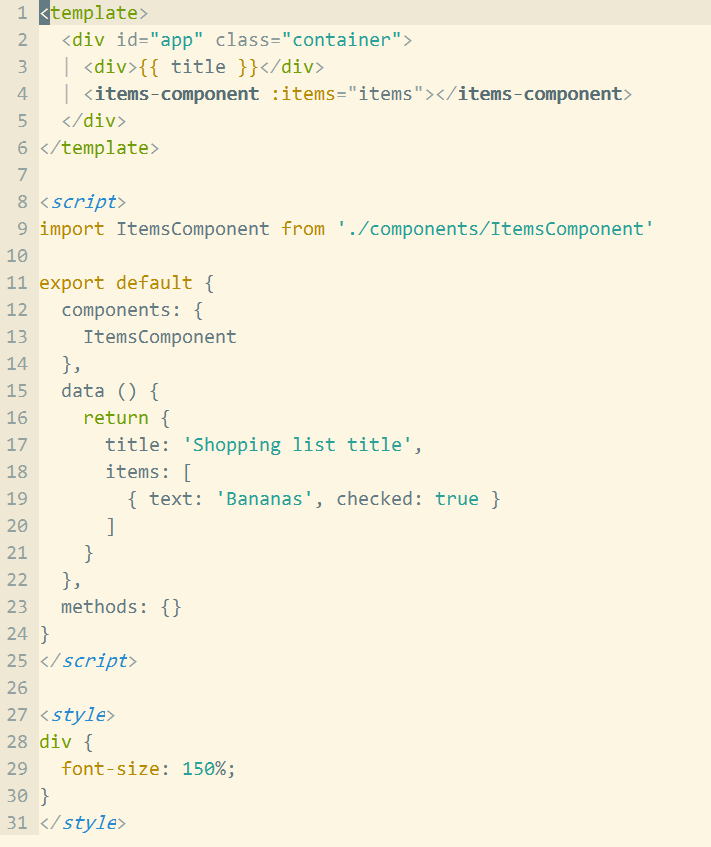 1 <template>
2   <div id="app" class="container">
3   | <div>{{ title }}</div>
4   | <items-component :items="items"></items-component>
5   </div>
6 </template>
7
8 <script>
9 import ItemsComponent from './components/ItemsComponent'
10
11 export default {
12   components: {
13     ItemsComponent
14   },
15   data () {
16     return {
17       title: 'Shopping list title',
18       items: [
19         { text: 'Bananas', checked: true }
20       ]
21     }
22   },
23   methods: {}
24 }
25 </script>
26
27 <style>
28 div {
29   font-size: 150%;
30 }
31 </style>